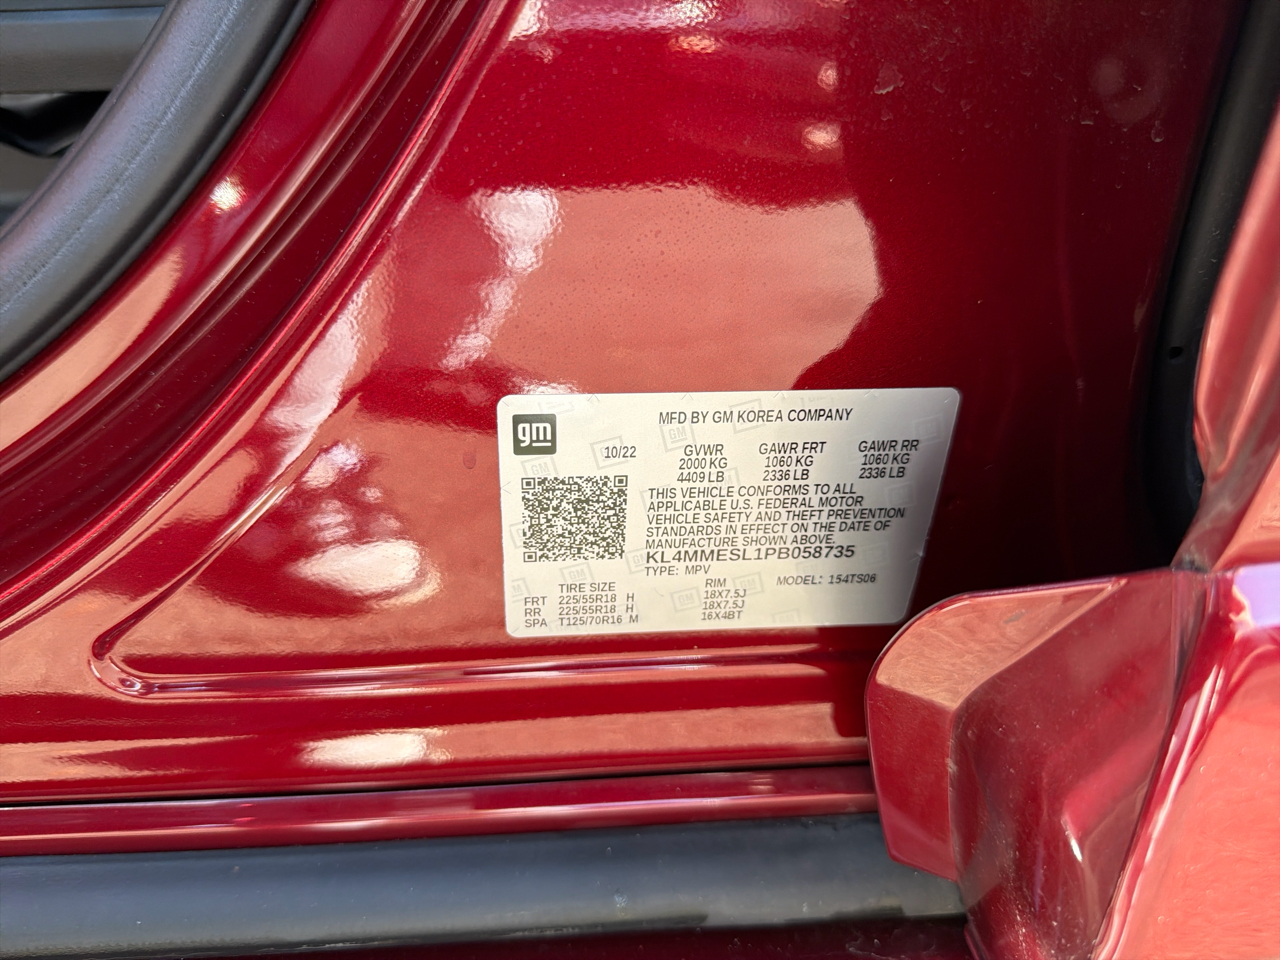 gm
MFD BY GM KOREA COMPANY
10/22 GVWR GAWR FRT GAWR RR
2000 KG 1060 KG 1060 KG
4409 LB 2336 LB 2336 LB
THIS VEHICLE CONFORMS TO ALL
APPLICABLE U.S. FEDERAL MOTOR
VEHICLE SAFETY AND THEFT PREVENTION
STANDARDS IN EFFECT ON THE DATE OF
MANUFACTURE SHOWN ABOVE.
KL4MMESL1PB058735
TYPE: MPV
TIRE SIZE RIM MODEL: 154TS06
FRT 225/55R18 H 18X7.5J
RR 225/55R18 H 18X7.5J
SPA T125/70R16 M 16X4BT